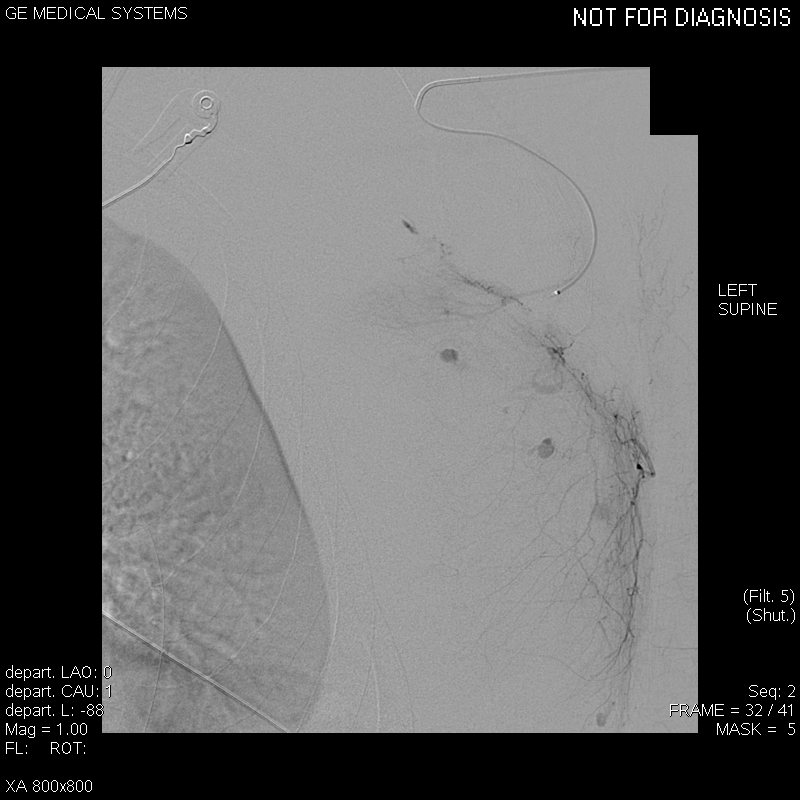 GE MEDICAL SYSTEMS
NOT FOR DIAGNOSIS
LEFT
SUPINE
(Filt. 5)
(Shut.)
depart. LAO: 0
depart. CAU: 1
depart. L: -88
Mag = 1.00
FL: ROT:
Seq: 2
FRAME = 32 / 41
MASK = 5
XA 800x800